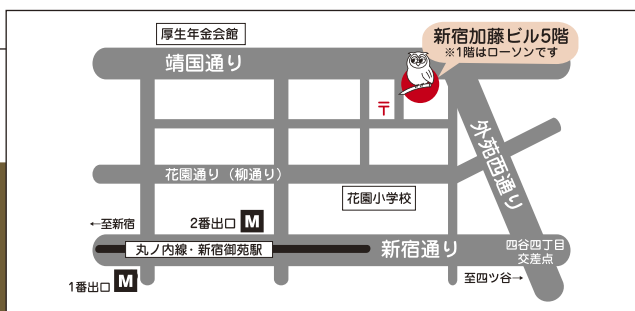 厚生年金会館
新宿加藤ビル5階
※1階はローソンです
靖国通り
〒
外苑西通り
花園通り（柳通り）
花園小学校
←至新宿
2番出口 M
丸ノ内線・新宿御苑駅
新宿通り
四谷四丁目
交差点
1番出口 M
至四ツ谷→